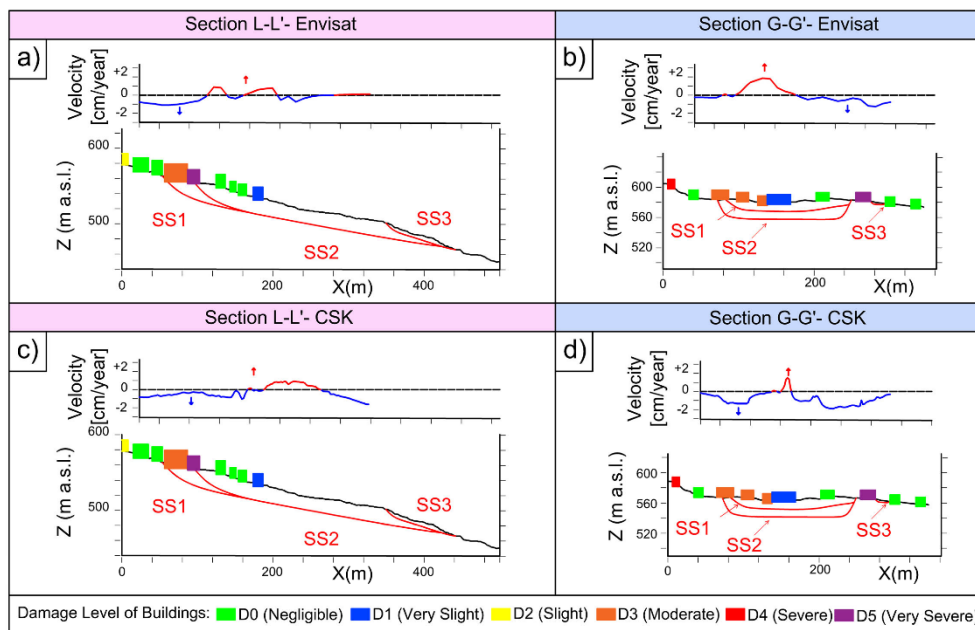 Section L-L'- Envisat
Section G-G'- Envisat
a)
Velocity
[cm/year]
+2
0
-2
Z (m a.s.l.)
600
500
SS1
SS2
SS3
0
200
400
X(m)
b)
Velocity
[cm/year]
+2
0
-2
Z (m a.s.l.)
600
560
520
SS1
SS2
SS3
0
200
X(m)
Section L-L'- CSK
Section G-G'- CSK
c)
Velocity
[cm/year]
+2
0
-2
Z (m a.s.l.)
600
500
SS1
SS2
SS3
0
200
400
X(m)
d)
Velocity
[cm/year]
+2
0
-2
Z (m a.s.l.)
600
560
520
SS1
SS2
SS3
0
200
X(m)
Damage Level of Buildings: D0 (Negligible) D1 (Very Slight) D2 (Slight) D3 (Moderate) D4 (Severe) D5 (Very Severe)